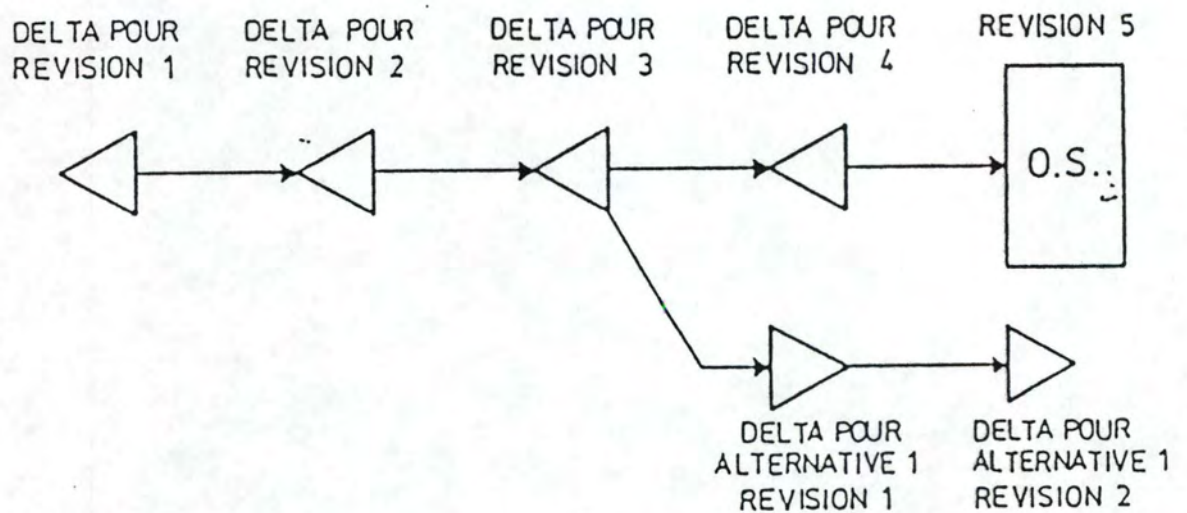 DELTA POUR
REVISION 1
DELTA POUR
REVISION 2
DELTA POUR
REVISION 3
DELTA POUR
REVISION 4
REVISION 5
O.S..
DELTA POUR
ALTERNATIVE 1
REVISION 1
DELTA POUR
ALTERNATIVE 1
REVISION 2